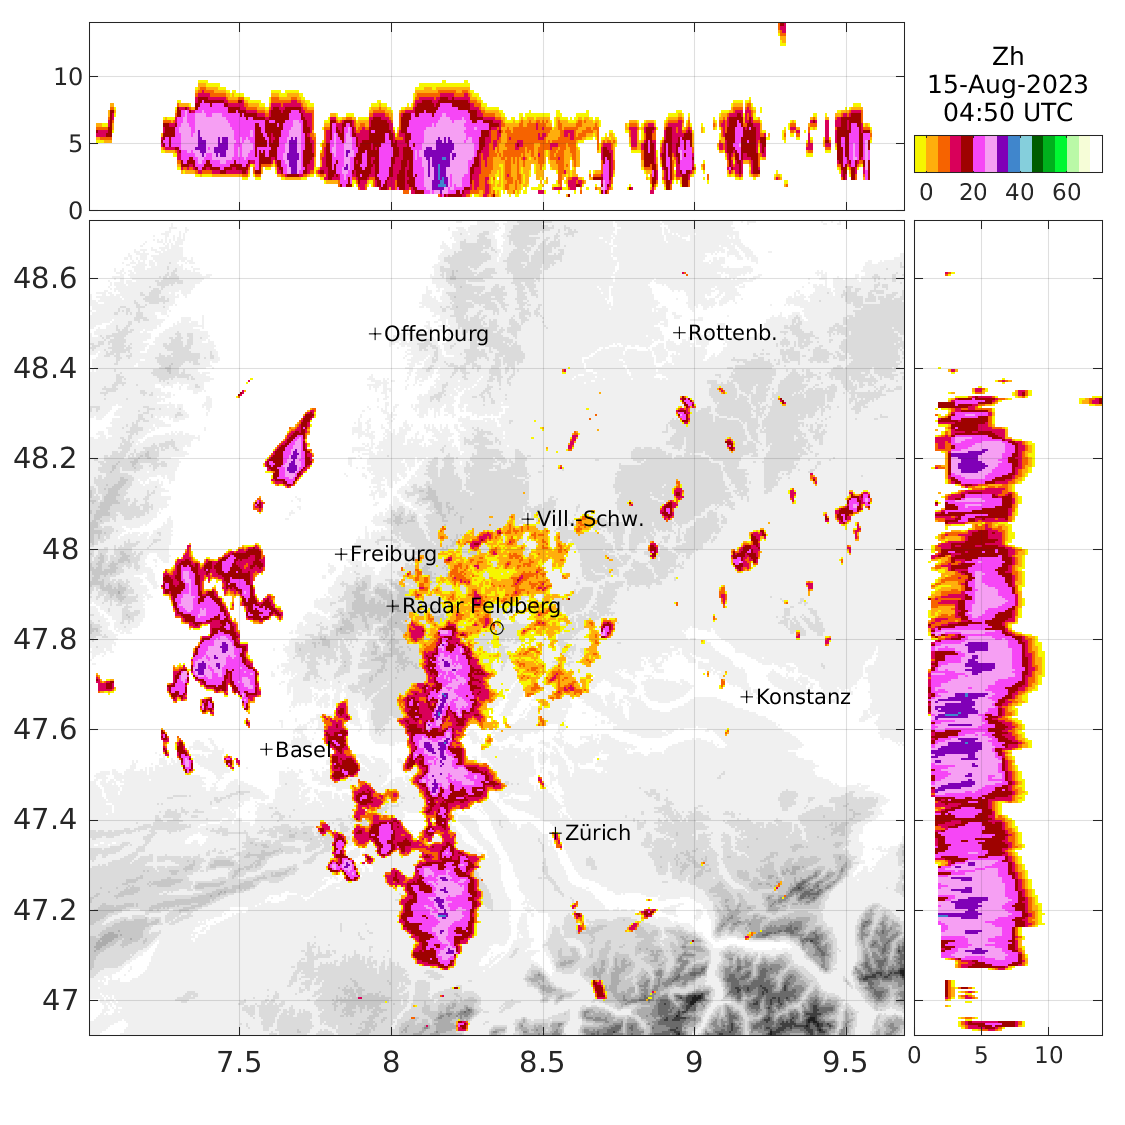 Zh
15-Aug-2023
04:50 UTC
0 20 40 60
10
5
0
48.6
48.4
48.2
48
47.8
47.6
47.4
47.2
47
+Offenburg
+Rottenb.
+Vill.-Schw.
+Freiburg
+Radar Feldberg
+Konstanz
+Basel
+Zürich
7.5 8 8.5 9 9.5
0 5 10